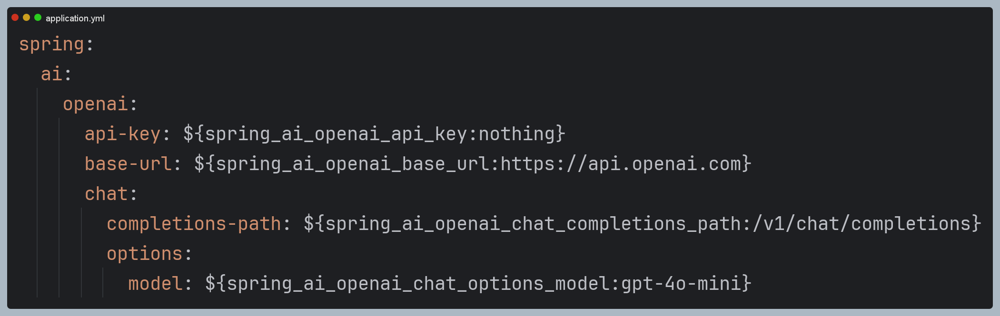 application.yml
spring:
  ai:
    openai:
      api-key: ${spring_ai_openai_api_key:nothing}
      base-url: ${spring_ai_openai_base_url:https://api.openai.com}
      chat:
        completions-path: ${spring_ai_openai_chat_completions_path:/v1/chat/completions}
        options:
          model: ${spring_ai_openai_chat_options_model:gpt-4o-mini}